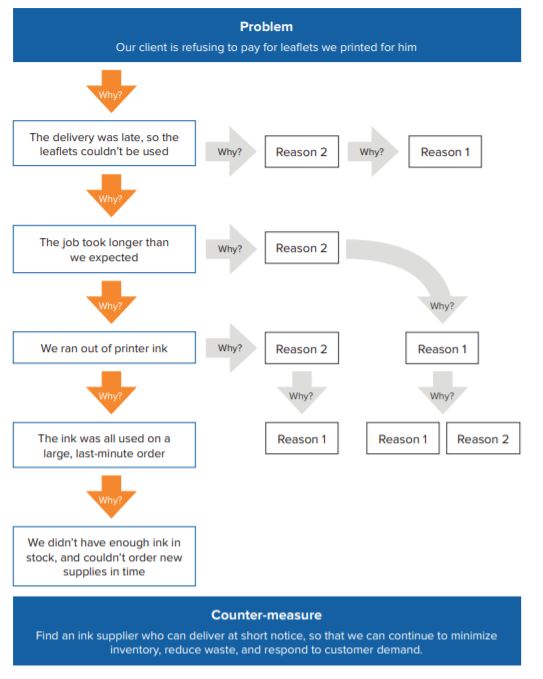 Problem
Our client is refusing to pay for leaflets we printed for him
Why?
The delivery was late, so the
leaflets couldn't be used
Why?
Reason 2
Why?
Reason 1
Why?
The job took longer than
we expected
Why?
Reason 2
Why?
Why?
We ran out of printer ink
Why?
Reason 2
Reason 1
Why?
Why?
Why?
The ink was all used on a
large, last-minute order
Reason 1
Reason 1
Reason 2
Why?
We didn't have enough ink in
stock, and couldn't order new
supplies in time
Counter-measure
Find an ink supplier who can deliver at short notice, so that we can continue to minimize
inventory, reduce waste, and respond to customer demand.